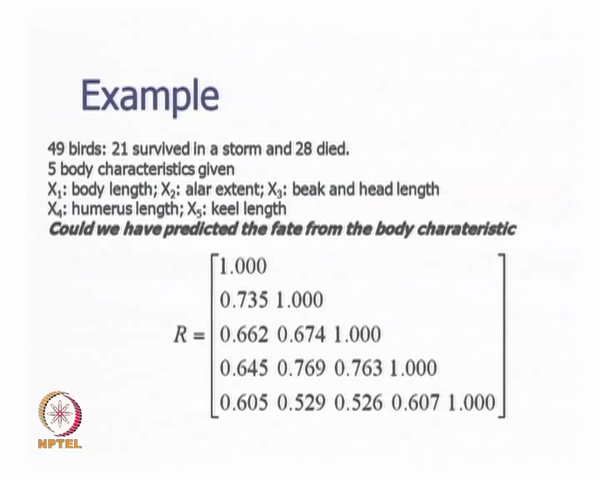 Example
49 birds: 21 survived in a storm and 28 died.
5 body characteristics given
X₁: body length; X₂: alar extent; X₃: beak and head length
X₄: humerus length; X₅: keel length
Could we have predicted the fate from the body charateristic
1.000
0.735 1.000
R = 0.662 0.674 1.000
0.645 0.769 0.763 1.000
0.605 0.529 0.526 0.607 1.000
NPTEL